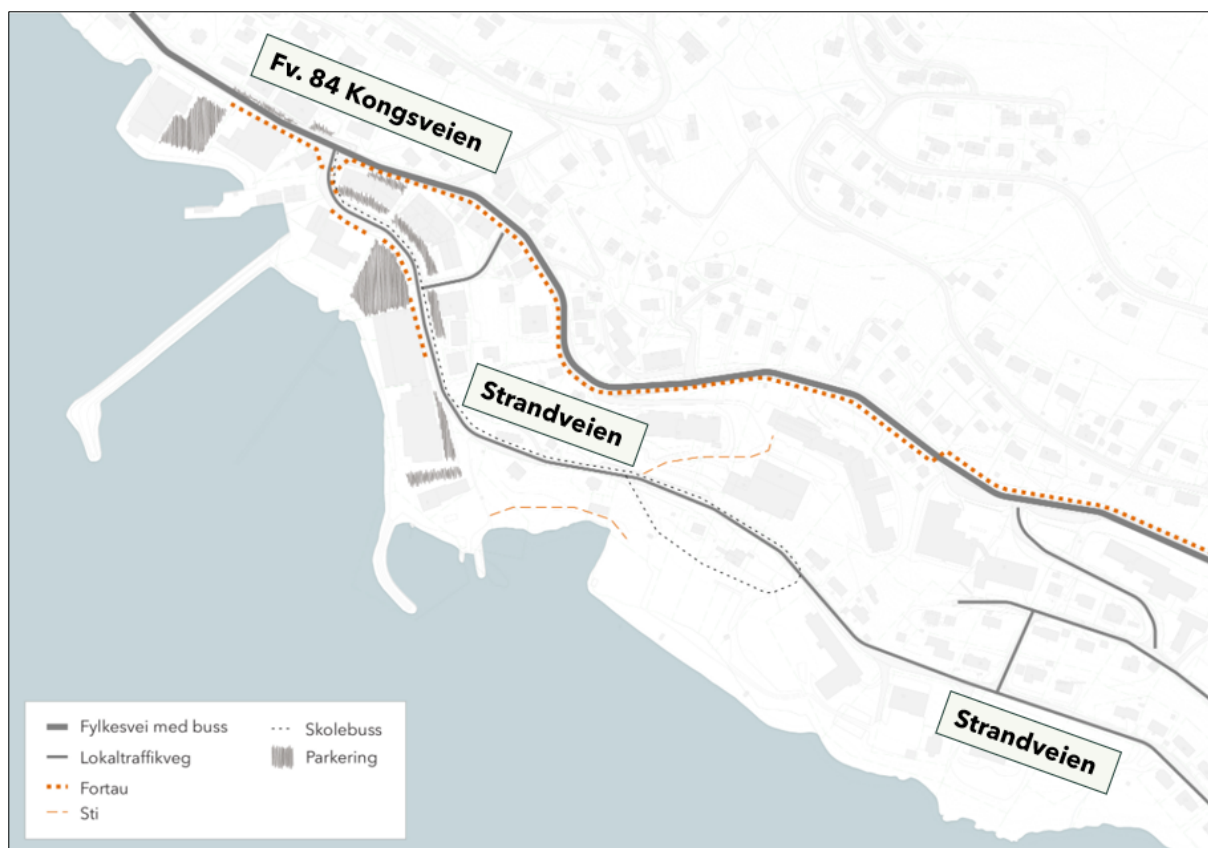 Fv. 84 Kongsveien
Strandveien
Strandveien
Fylkesvei med buss
Lokaltraffikveg
Fortau
Sti
Skolebuss
Parkering